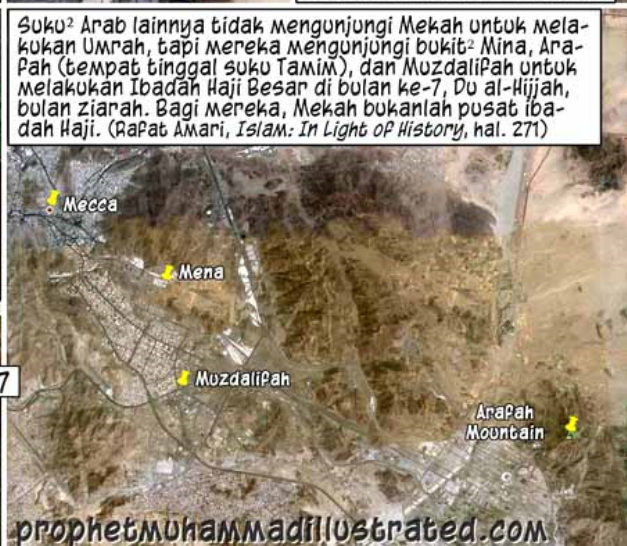 Suku² Arab lainnya tidak mengunjungi Mekah untuk mela-
kukan Umrah, tapi mereka mengunjungi bukit² Mina, Ara-
fah (tempat tinggal suku Tamim), dan Muzdalifah untuk
melakukan Ibadah Haji Besar di bulan ke-7, Du al-Hijjah,
bulan ziarah. Bagi mereka, Mekah bukanlah pusat iba-
dah Haji. (Rafat Amari, Islam: In Light of History, hal. 271)
Mecca
Mena
7
Muzdalifah
Arafah
Mountain
prophetmuhammadillustrated.com